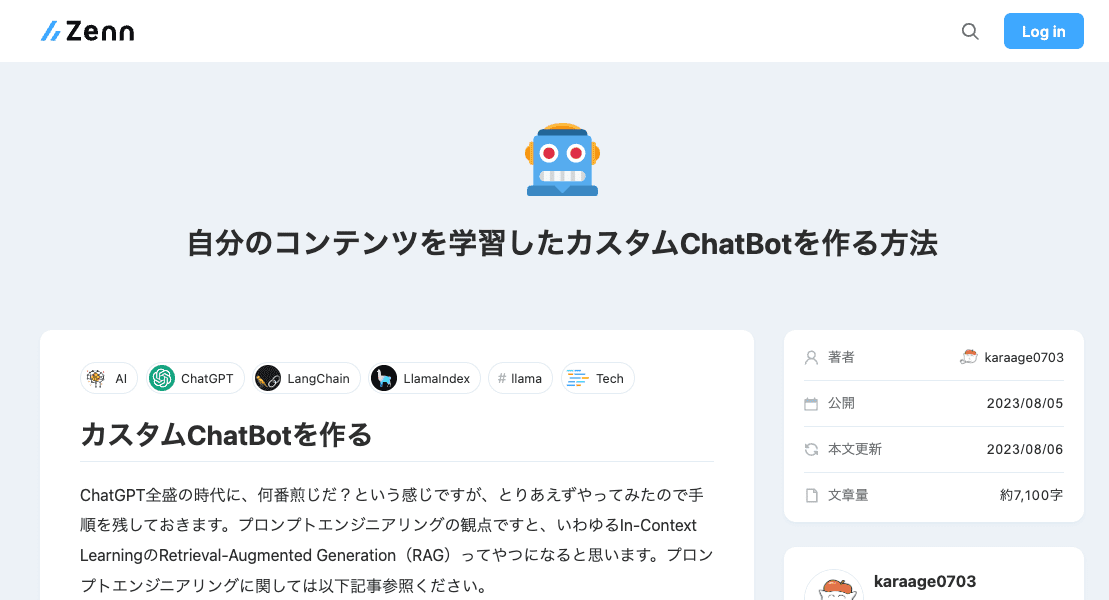 Zenn
Log in
自分のコンテンツを学習したカスタムChatBotを作る方法
AI
ChatGPT
LangChain
LlamaIndex
# llama
Tech
カスタムChatBotを作る
ChatGPT全盛の時代に、何番煎じだ？という感じですが、とりあえずやってみたので手
順を残しておきます。プロンプトエンジニアリングの観点ですと、いわゆるIn-Context
LearningのRetrieval-Augmented Generation（RAG）ってやつになると思います。プロン
プトエンジニアリングに関しては以下記事参照ください。
著者 karaage0703
公開 2023/08/05
本文更新 2023/08/06
文章量 約7,100字
karaage0703